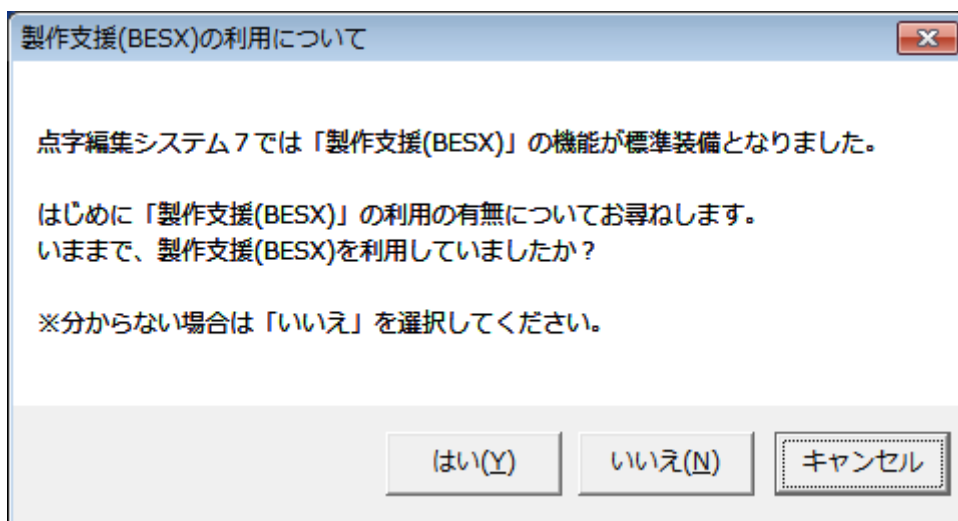 製作支援(BESX)の利用について
点字編集システム７では「製作支援(BESX)」の機能が標準装備となりました。
はじめに「製作支援(BESX)」の利用の有無についてお尋ねします。
いままで、製作支援(BESX)を利用していましたか？
※分からない場合は「いいえ」を選択してください。
はい(Y)
いいえ(N)
キャンセル